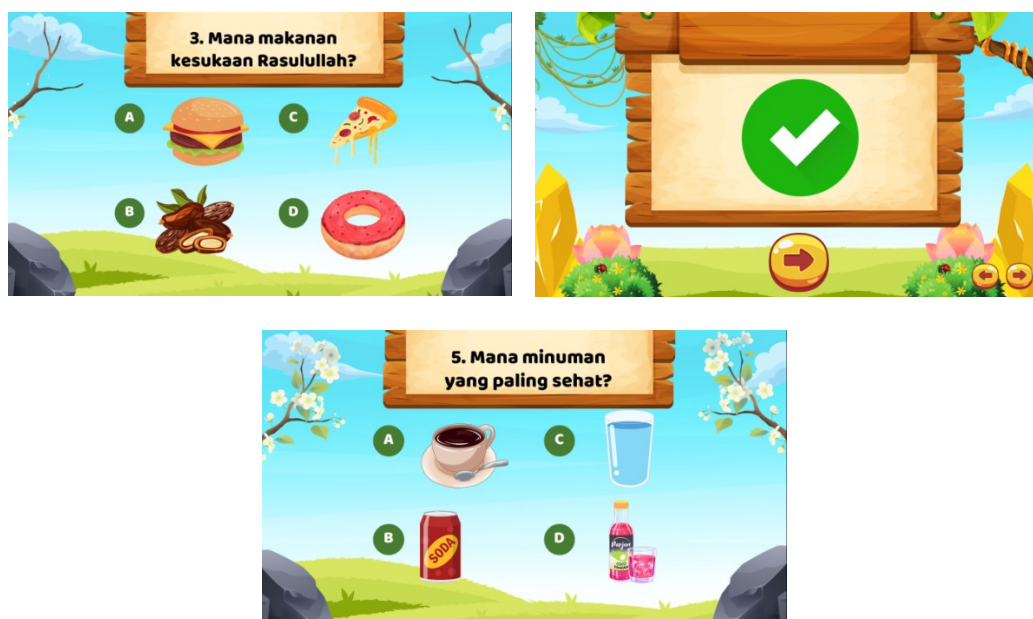 3. Mana makanan
kesukaan Rasulullah?
A
C
B
D
5. Mana minuman
yang paling sehat?
A
C
B
SODA
D